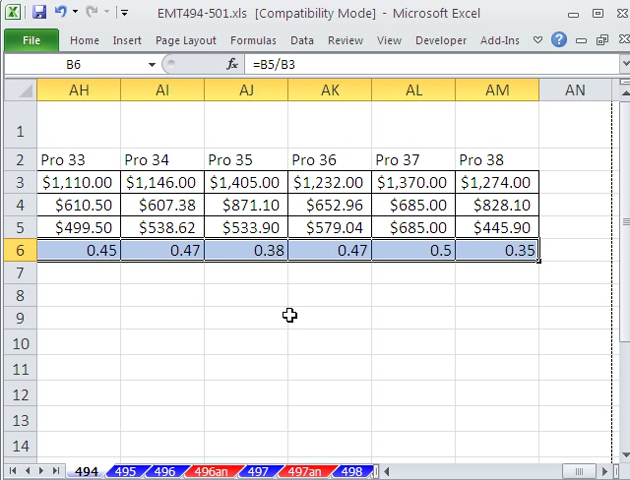 EMT494-501.xls [Compatibility Mode] - Microsoft Excel
File Home Insert Page Layout Formulas Data Review View Developer Add-Ins
B6 fx =B5/B3
AH AI AJ AK AL AM AN
1
2 Pro 33 Pro 34 Pro 35 Pro 36 Pro 37 Pro 38
3 $1,110.00 $1,146.00 $1,405.00 $1,232.00 $1,370.00 $1,274.00
4 $610.50 $607.38 $871.10 $652.96 $685.00 $828.10
5 $499.50 $538.62 $533.90 $579.04 $685.00 $445.90
6 0.45 0.47 0.38 0.47 0.5 0.35
7
8
9
10
11
12
13
14
494 495 496 496an 497 497an 498